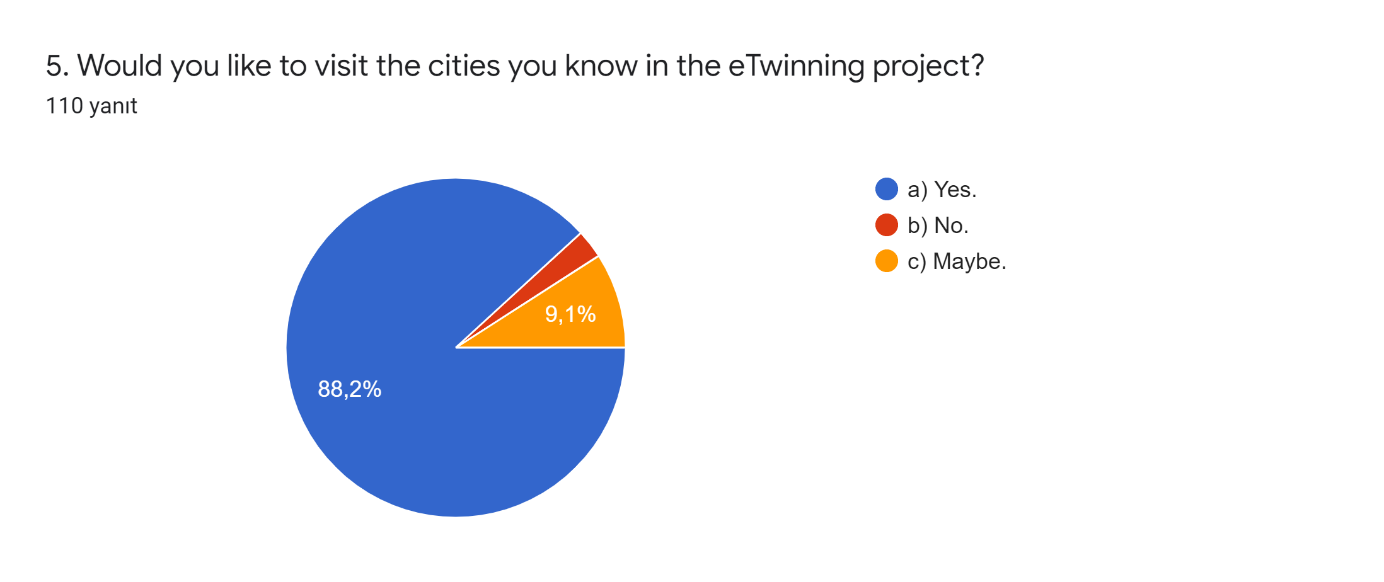 5. Would you like to visit the cities you know in the eTwinning project?
110 yanıt
a) Yes.
b) No.
c) Maybe.
9,1%
88,2%